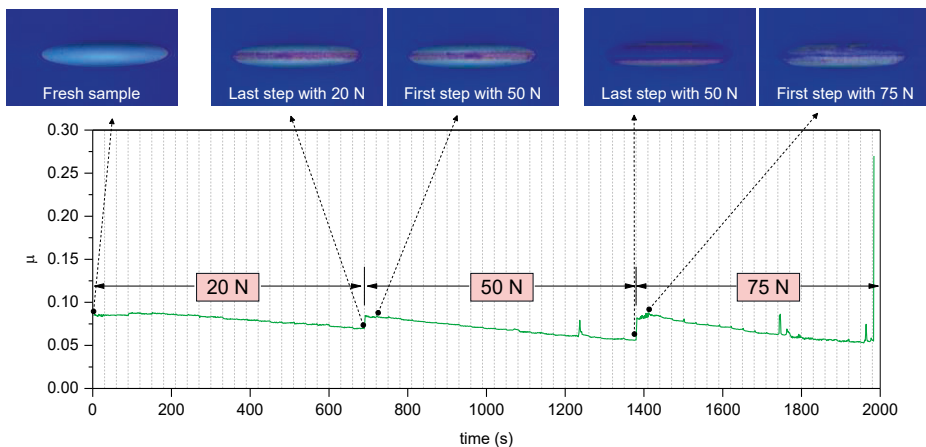 Fresh sample
Last step with 20 N
First step with 50 N
Last step with 50 N
First step with 75 N
0.30
0.25
0.20
0.15
0.10
0.05
0.00
μ
20 N
50 N
75 N
0 200 400 600 800 1000 1200 1400 1600 1800 2000
time (s)